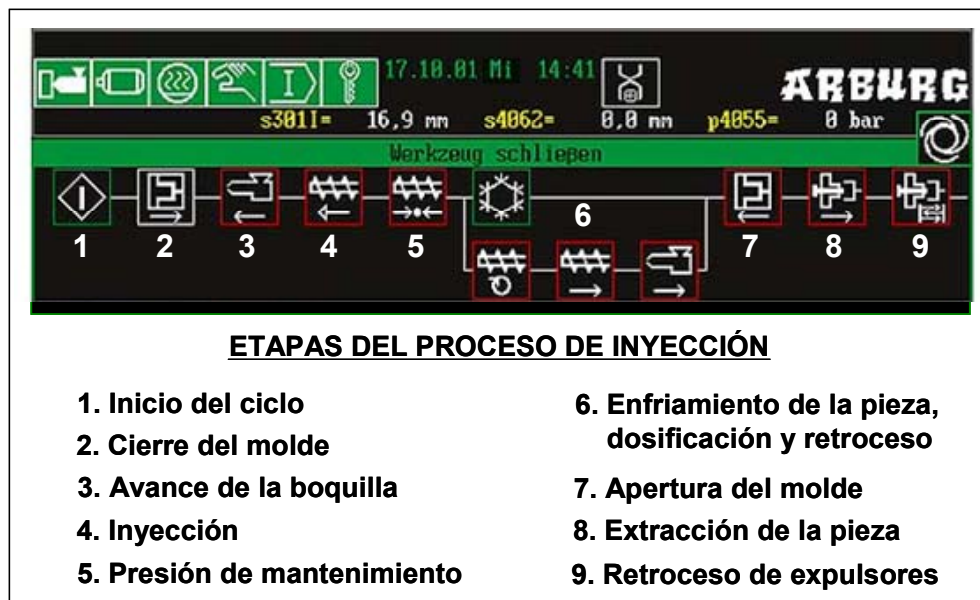 17.10.01 Mi 14:41
ARBURG
s301I= 16,9 mm s4062= 0,0 mm p4055= 0 bar
Werkzeug schließen
1 2 3 4 5 6 7 8 9
ETAPAS DEL PROCESO DE INYECCIÓN
1. Inicio del ciclo
2. Cierre del molde
3. Avance de la boquilla
4. Inyección
5. Presión de mantenimiento
6. Enfriamiento de la pieza,
dosificación y retroceso
7. Apertura del molde
8. Extracción de la pieza
9. Retroceso de expulsores